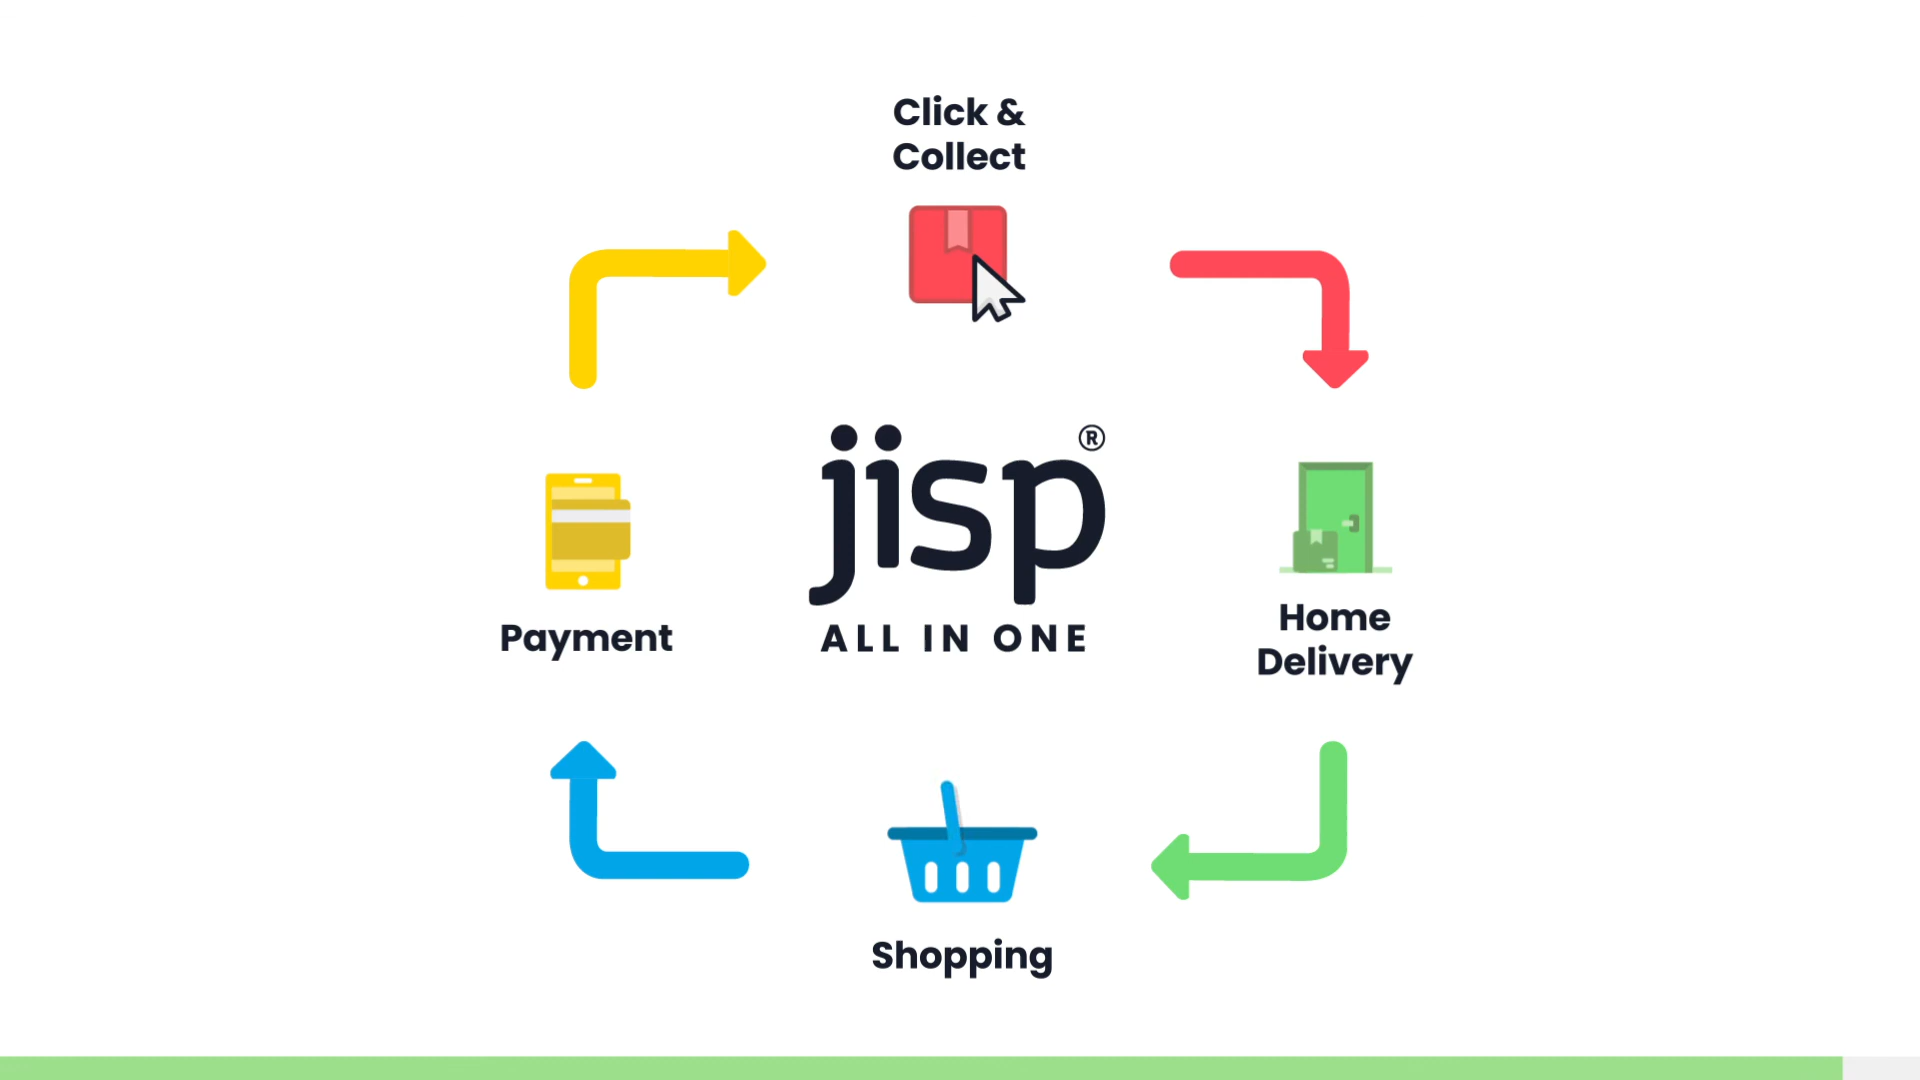 Click &
Collect
jisp®
ALL IN ONE
Payment
Home
Delivery
Shopping